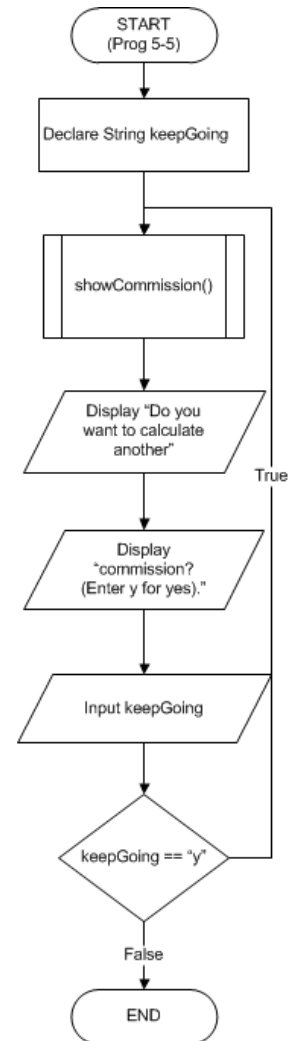 START
(Prog 5-5)
Declare String keepGoing
showCommission()
Display “Do you
want to calculate
another”
True
Display
“commission?
(Enter y for yes).”
Input keepGoing
keepGoing == “y”
False
END